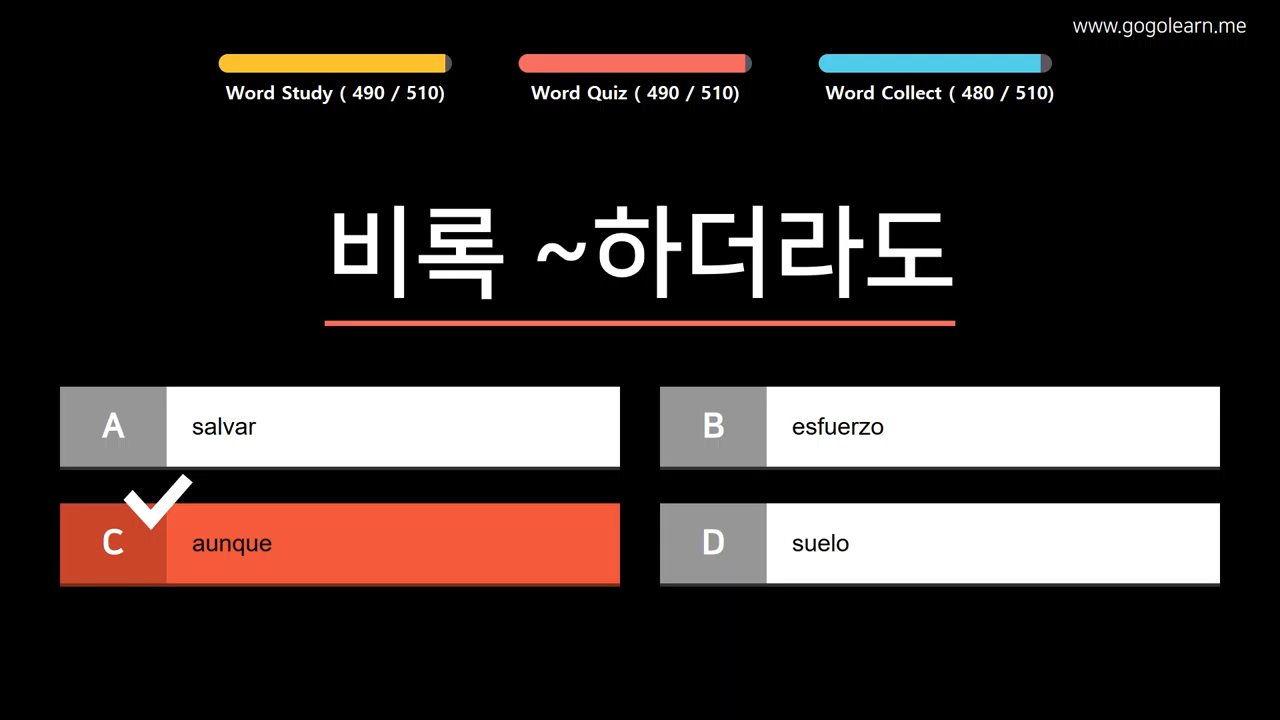 www.gogolearn.me
Word Study ( 490 / 510)
Word Quiz ( 490 / 510)
Word Collect ( 480 / 510)
비록 ~하더라도
A salvar
B esfuerzo
C aunque
D suelo